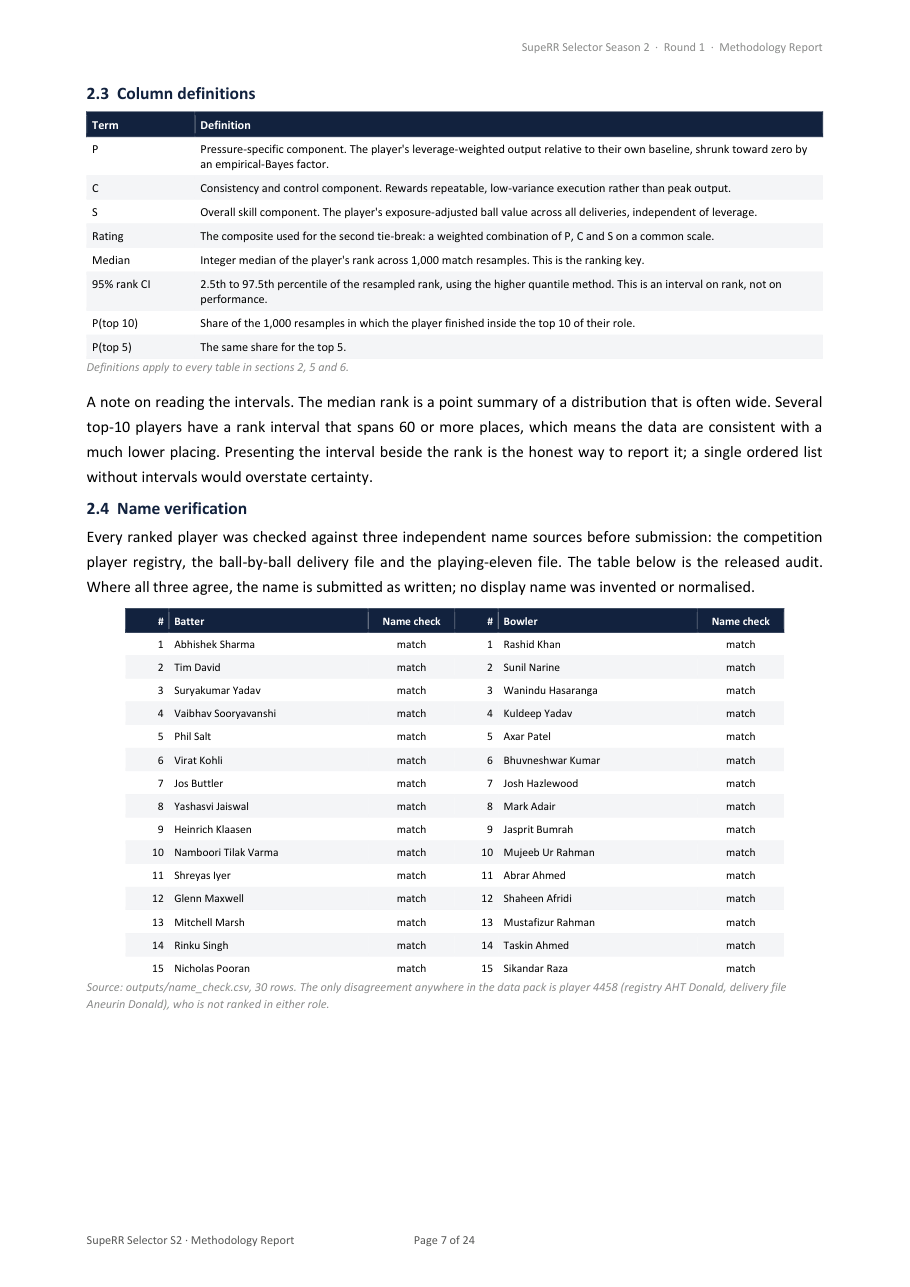 SupeRR Selector Season 2 · Round 1 · Methodology Report
2.3 Column definitions
Term Definition
P Pressure-specific component. The player's leverage-weighted output relative to their own baseline, shrunk toward zero by
an empirical-Bayes factor.
C Consistency and control component. Rewards repeatable, low-variance execution rather than peak output.
S Overall skill component. The player's exposure-adjusted ball value across all deliveries, independent of leverage.
Rating The composite used for the second tie-break: a weighted combination of P, C and S on a common scale.
Median Integer median of the player's rank across 1,000 match resamples. This is the ranking key.
95% rank CI 2.5th to 97.5th percentile of the resampled rank, using the higher quantile method. This is an interval on rank, not on
performance.
P(top 10) Share of the 1,000 resamples in which the player finished inside the top 10 of their role.
P(top 5) The same share for the top 5.
Definitions apply to every table in sections 2, 5 and 6.
A note on reading the intervals. The median rank is a point summary of a distribution that is often wide. Several
top-10 players have a rank interval that spans 60 or more places, which means the data are consistent with a
much lower placing. Presenting the interval beside the rank is the honest way to report it; a single ordered list
without intervals would overstate certainty.
2.4 Name verification
Every ranked player was checked against three independent name sources before submission: the competition
player registry, the ball-by-ball delivery file and the playing-eleven file. The table below is the released audit.
Where all three agree, the name is submitted as written; no display name was invented or normalised.
# Batter Name check # Bowler Name check
1 Abhishek Sharma match 1 Rashid Khan match
2 Tim David match 2 Sunil Narine match
3 Suryakumar Yadav match 3 Wanindu Hasaranga match
4 Vaibhav Sooryavanshi match 4 Kuldeep Yadav match
5 Phil Salt match 5 Axar Patel match
6 Virat Kohli match 6 Bhuvneshwar Kumar match
7 Jos Buttler match 7 Josh Hazlewood match
8 Yashasvi Jaiswal match 8 Mark Adair match
9 Heinrich Klaasen match 9 Jasprit Bumrah match
10 Namboori Tilak Varma match 10 Mujeeb Ur Rahman match
11 Shreyas Iyer match 11 Abrar Ahmed match
12 Glenn Maxwell match 12 Shaheen Afridi match
13 Mitchell Marsh match 13 Mustafizur Rahman match
14 Rinku Singh match 14 Taskin Ahmed match
15 Nicholas Pooran match 15 Sikandar Raza match
Source: outputs/name_check.csv, 30 rows. The only disagreement anywhere in the data pack is player 4458 (registry AHT Donald, delivery file
Aneurin Donald), who is not ranked in either role.
SupeRR Selector S2 · Methodology Report Page 7 of 24